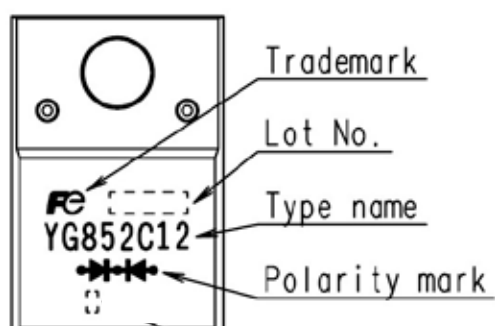 Trademark
Lot No.
Fe
YG852C12
Type name
Polarity mark